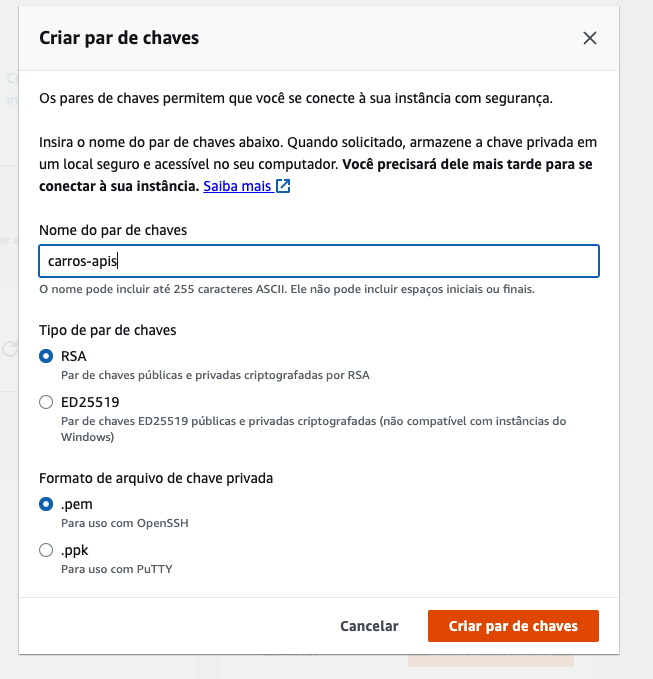 Criar par de chaves
Os pares de chaves permitem que você se conecte à sua instância com segurança.
Insira o nome do par de chaves abaixo. Quando solicitado, armazene a chave privada em
um local seguro e acessível no seu computador. Você precisará dele mais tarde para se
conectar à sua instância. Saiba mais
Nome do par de chaves
carros-apis
O nome pode incluir até 255 caracteres ASCII. Ele não pode incluir espaços iniciais ou finais.
Tipo de par de chaves
RSA
Par de chaves públicas e privadas criptografadas por RSA
ED25519
Par de chaves ED25519 públicas e privadas criptografadas (não compatível com instâncias do
Windows)
Formato de arquivo de chave privada
.pem
Para uso com OpenSSH
.ppk
Para uso com PuTTY
Cancelar
Criar par de chaves